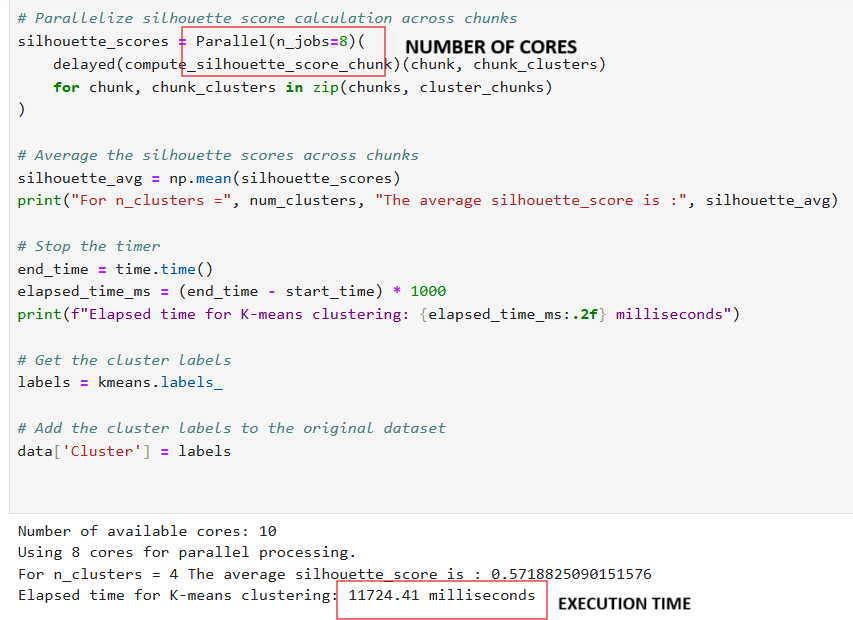 # Parallelize silhouette score calculation across chunks
silhouette_scores = Parallel(n_jobs=8)(
NUMBER OF CORES
delayed(compute_silhouette_score_chunk)(chunk, chunk_clusters)
for chunk, chunk_clusters in zip(chunks, cluster_chunks)
)
# Average the silhouette scores across chunks
silhouette_avg = np.mean(silhouette_scores)
print("For n_clusters =", num_clusters, "The average silhouette_score is :", silhouette_avg)
# Stop the timer
end_time = time.time()
elapsed_time_ms = (end_time - start_time) * 1000
print(f"Elapsed time for K-means clustering: {elapsed_time_ms:.2f} milliseconds")
# Get the cluster labels
labels = kmeans.labels_
# Add the cluster labels to the original dataset
data['Cluster'] = labels
Number of available cores: 10
Using 8 cores for parallel processing.
For n_clusters = 4 The average silhouette_score is : 0.5718825090151576
Elapsed time for K-means clustering: 11724.41 milliseconds
EXECUTION TIME